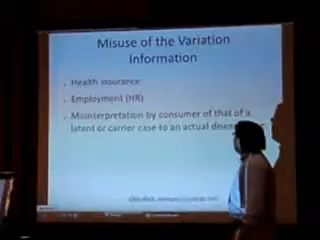 Misuse of the Variation
Information
Health insurance
Employment (HR)
Misinterpretation by consumer of that of a
latent or carrier case to an actual